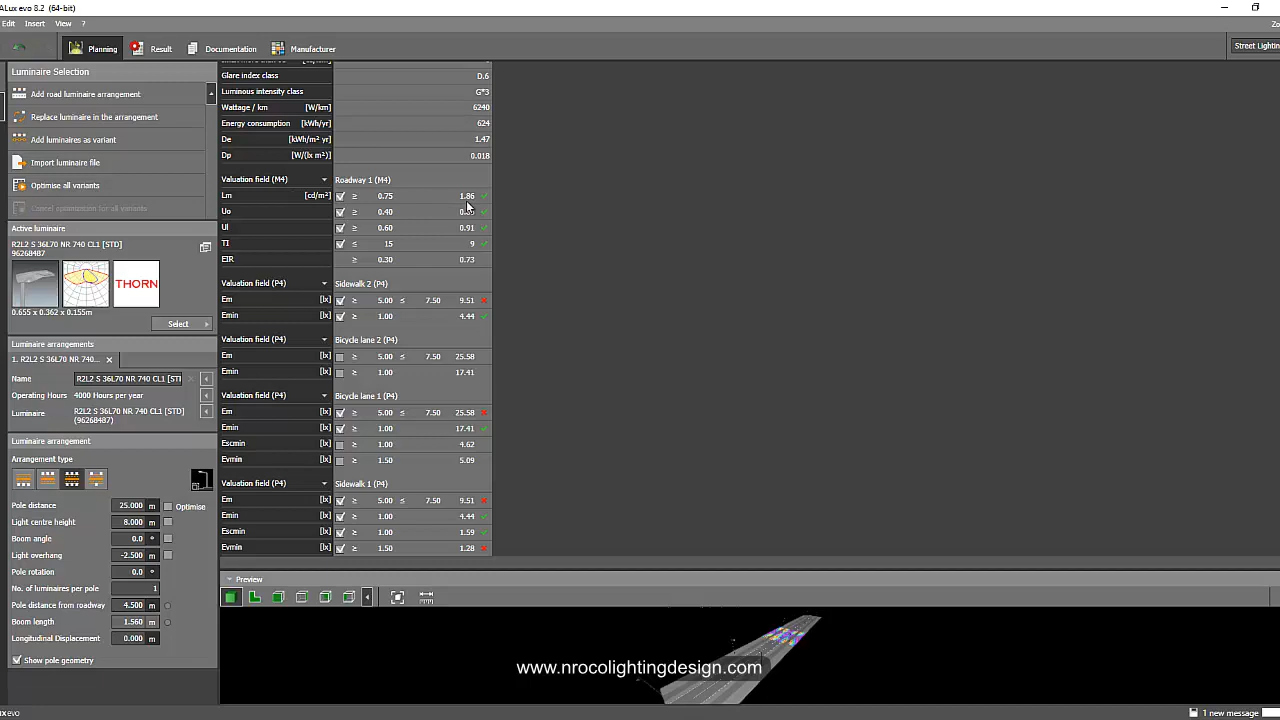 ALux evo 8.2 (64-bit)
Edit Insert View ?
Planning Result Documentation Manufacturer Street Lighting
Luminaire Selection
Add road luminaire arrangement
Replace luminaire in the arrangement
Add luminaires as variant
Import luminaire file
Optimise all variants
Cancel optimisation for all variants
Active luminaire
R2L2 S 36L70 NR 740 CL1 [STD]
96268487
THORN
0.655 x 0.362 x 0.155m
Select
Luminaire arrangements
1. R2L2 S 36L70 NR 740...
Name R2L2 S 36L70 NR 740 CL1 [STI
Operating Hours 4000 Hours per year
Luminaire R2L2 S 36L70 NR 740 CL1 [STD]
(96268487)
Luminaire arrangement
Arrangement type
Pole distance 25.000 m Optimise
Light centre height 8.000 m
Boom angle 0.0 °
Light overhang -2.500 m
Pole rotation 0.0 °
No. of luminaires per pole 1
Pole distance from roadway 4.500 m
Boom length 1.560 m
Longitudinal Displacement 0.000 m
Show pole geometry
Glare index class D.6
Luminous intensity class G*3
Wattage / km [W/km] 6240
Energy consumption [kWh/yr] 624
De [kWh/m² yr] 1.47
Dp [W/(lx m²)] 0.018
Valuation field (M4) Roadway 1 (M4)
Lm [cd/m²] ≥ 0.75 1.86
Uo ≥ 0.40
UI ≥ 0.60 0.91
TI ≤ 15 9
EIR ≥ 0.30 0.73
Valuation field (P4) Sidewalk 2 (P4)
Em [lx] ≥ 5.00 ≤ 7.50 9.51
Emin [lx] ≥ 1.00 4.44
Valuation field (P4) Bicycle lane 2 (P4)
Em [lx] ≥ 5.00 ≤ 7.50 25.58
Emin [lx] ≥ 1.00 17.41
Valuation field (P4) Bicycle lane 1 (P4)
Em [lx] ≥ 5.00 ≤ 7.50 25.58
Emin [lx] ≥ 1.00 17.41
Escmin [lx] ≥ 1.00 4.62
Evmin [lx] ≥ 1.50 5.09
Valuation field (P4) Sidewalk 1 (P4)
Em [lx] ≥ 5.00 ≤ 7.50 9.51
Emin [lx] ≥ 1.00 4.44
Escmin [lx] ≥ 1.00 1.59
Evmin [lx] ≥ 1.50 1.28
Preview
www.nrocolightingdesign.com
ux evo 1 new message